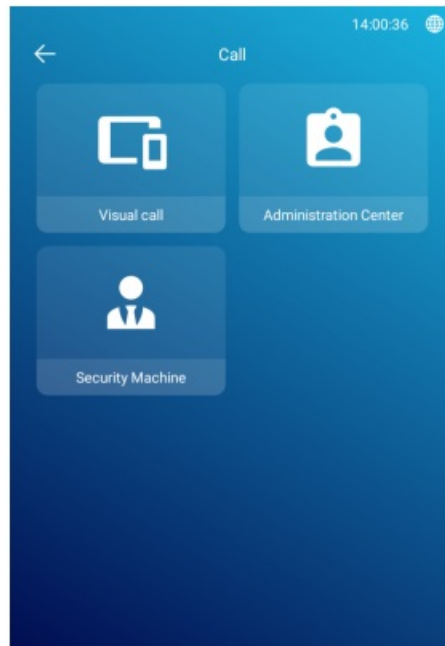 14:00:36
Call
Visual call
Administration Center
Security Machine